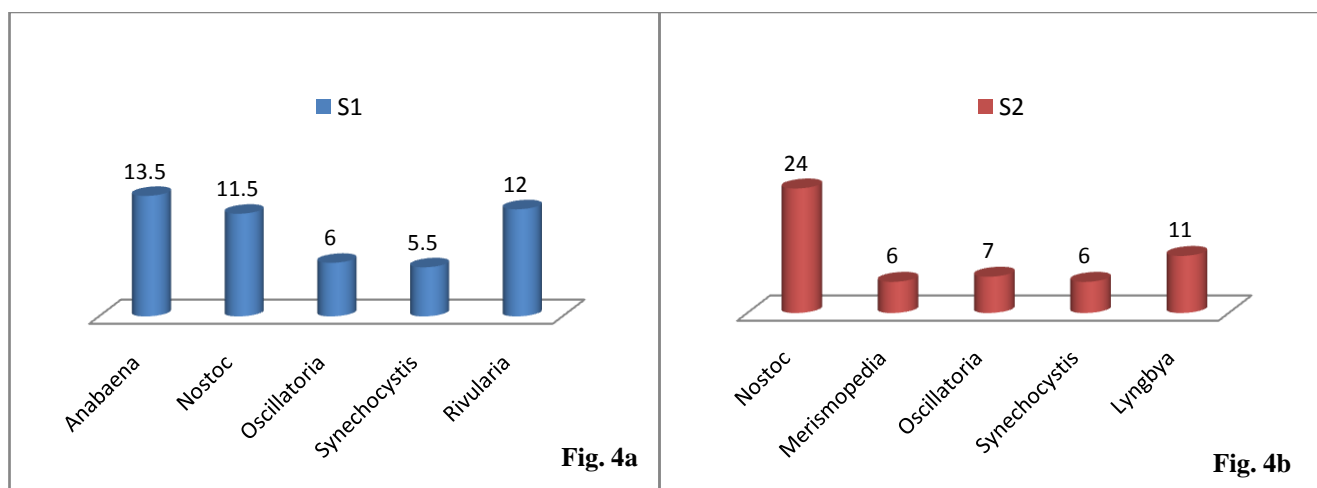 S1
13.5
11.5
6
5.5
12
Anabaena
Nostoc
Oscillatoria
Synechocystis
Rivularia
Fig. 4a
S2
24
6
7
6
11
Nostoc
Merismopedia
Oscillatoria
Synechocystis
Lyngbya
Fig. 4b